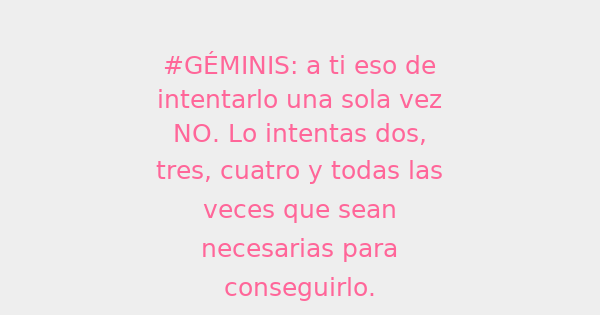 #GÉMINIS: a ti eso de
intentarlo una sola vez
NO. Lo intentas dos,
tres, cuatro y todas las
veces que sean
necesarias para
conseguirlo.